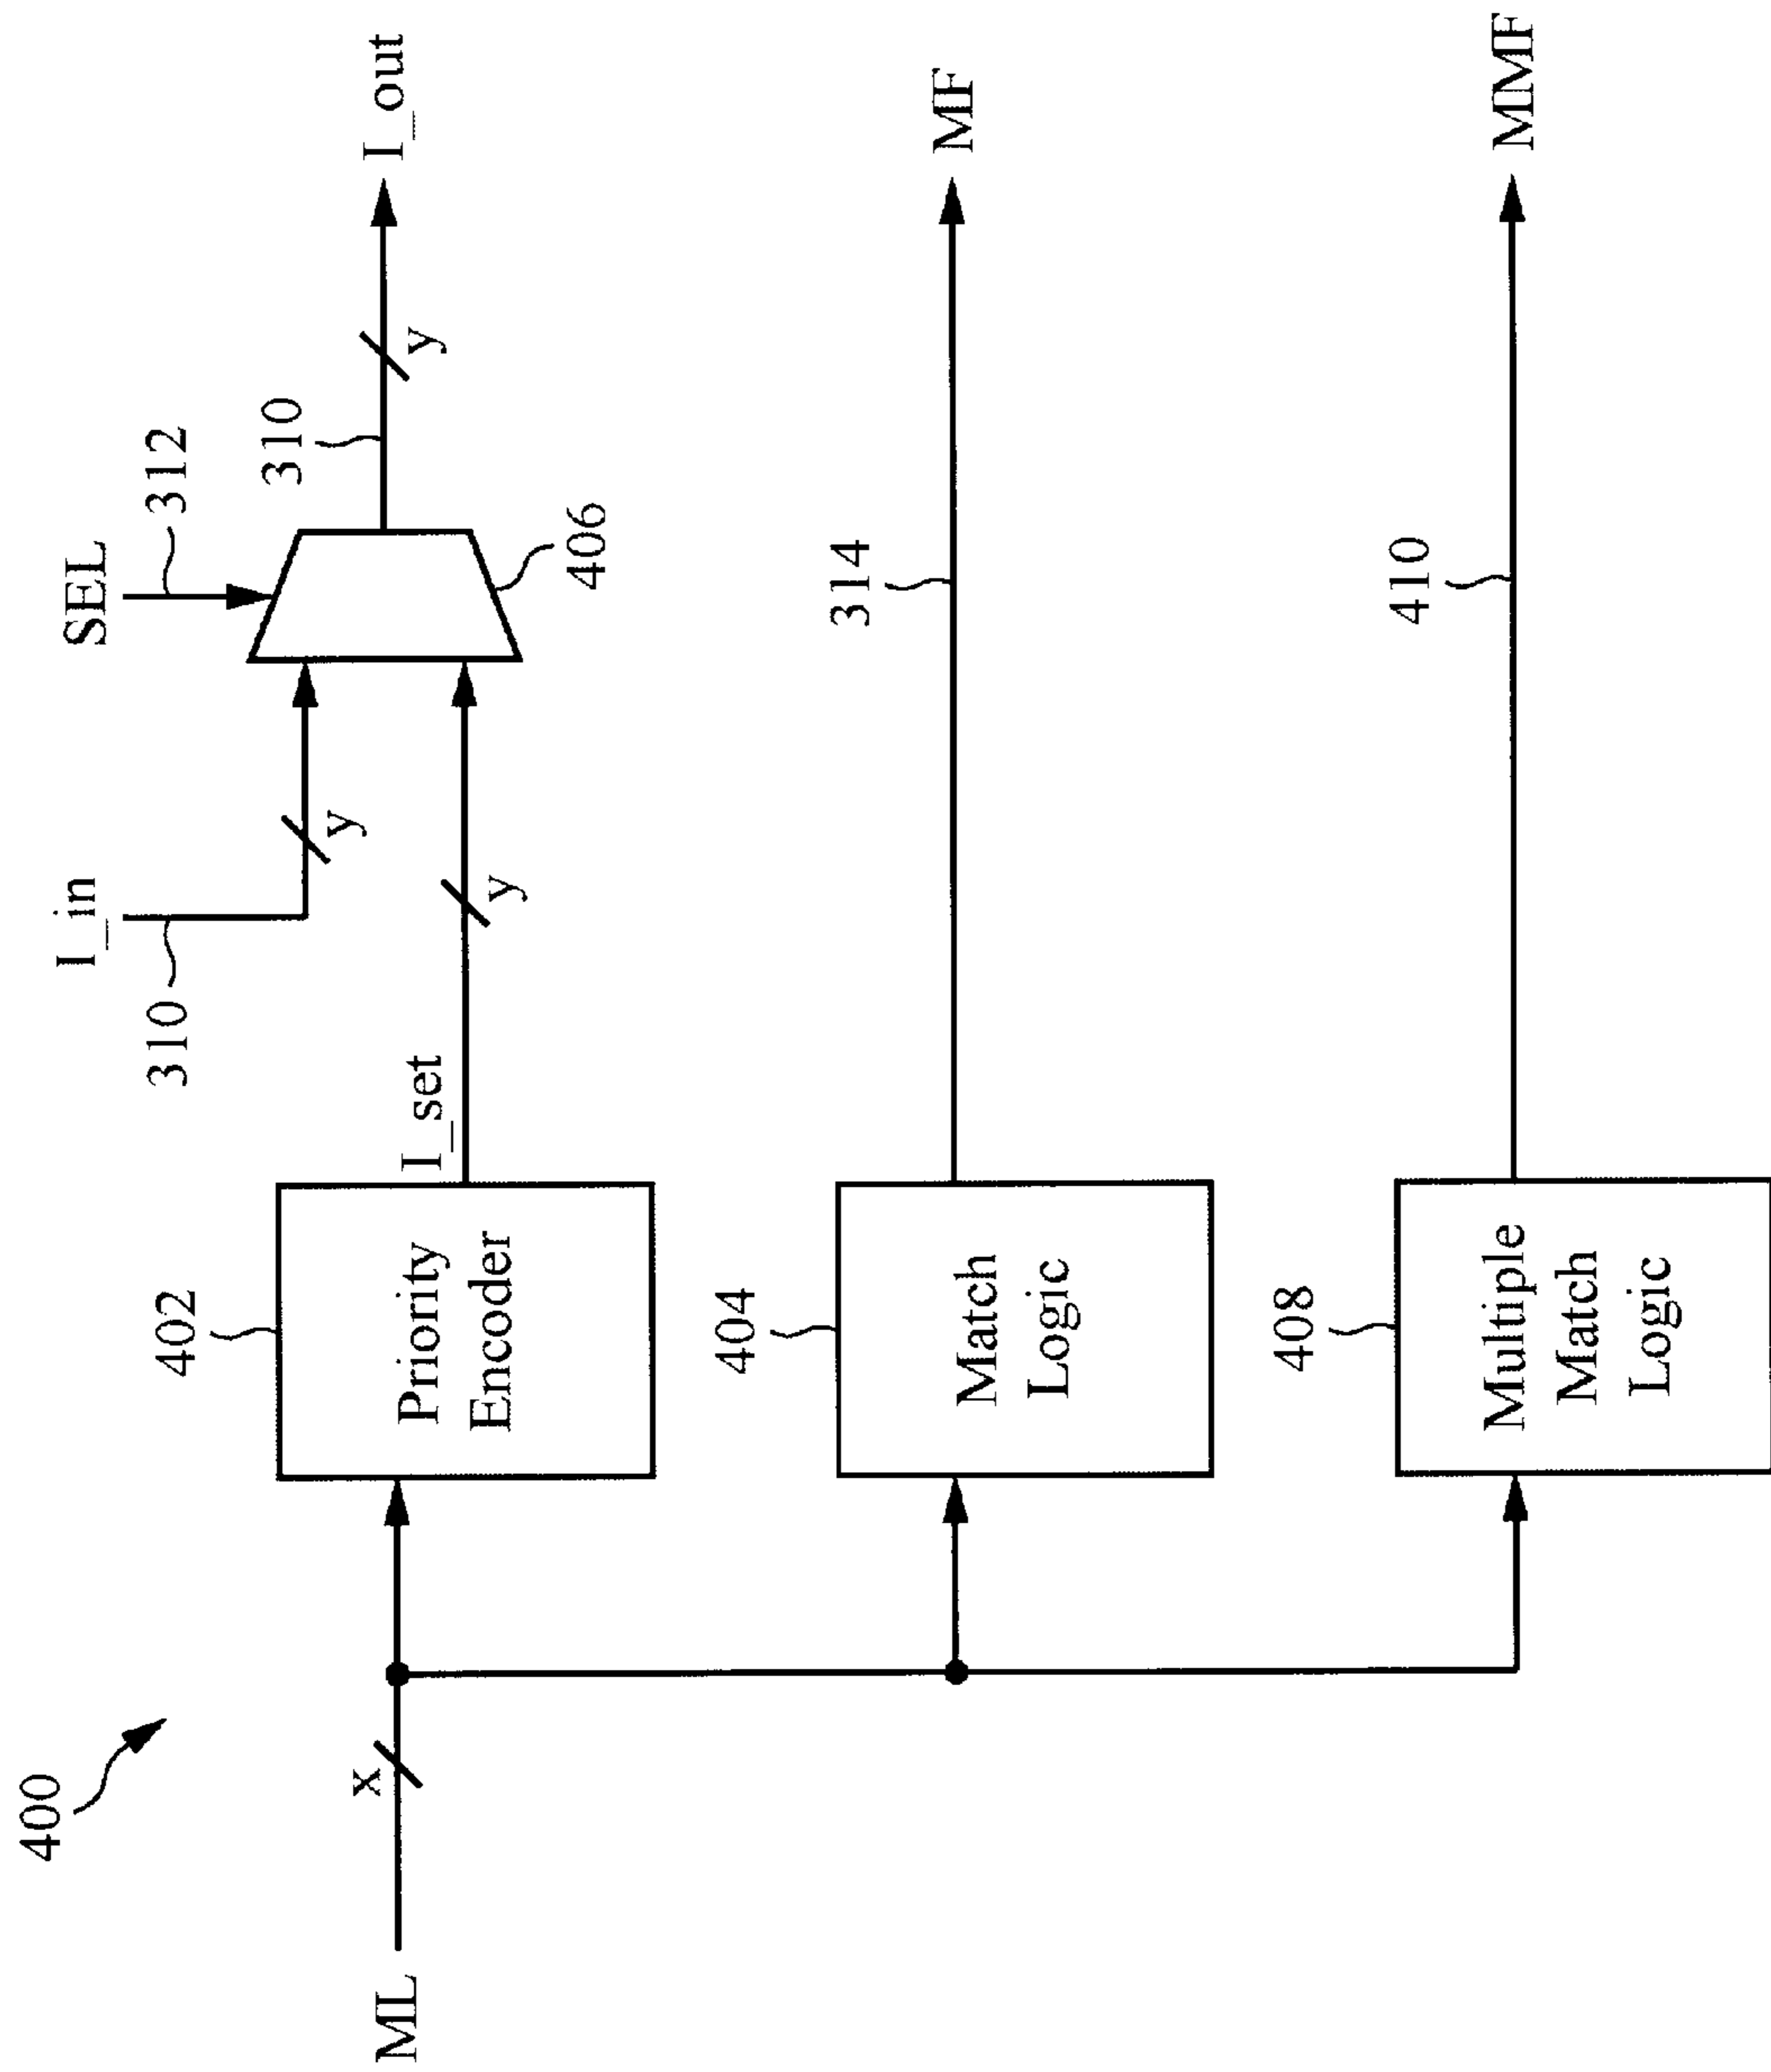 400
ML
x
402
Priority
Encoder
I_set
y
310
I_in
y
SEL
312
406
310
y
I_out
404
Match
Logic
314
MF
408
Multiple
Match
Logic
410
MMF